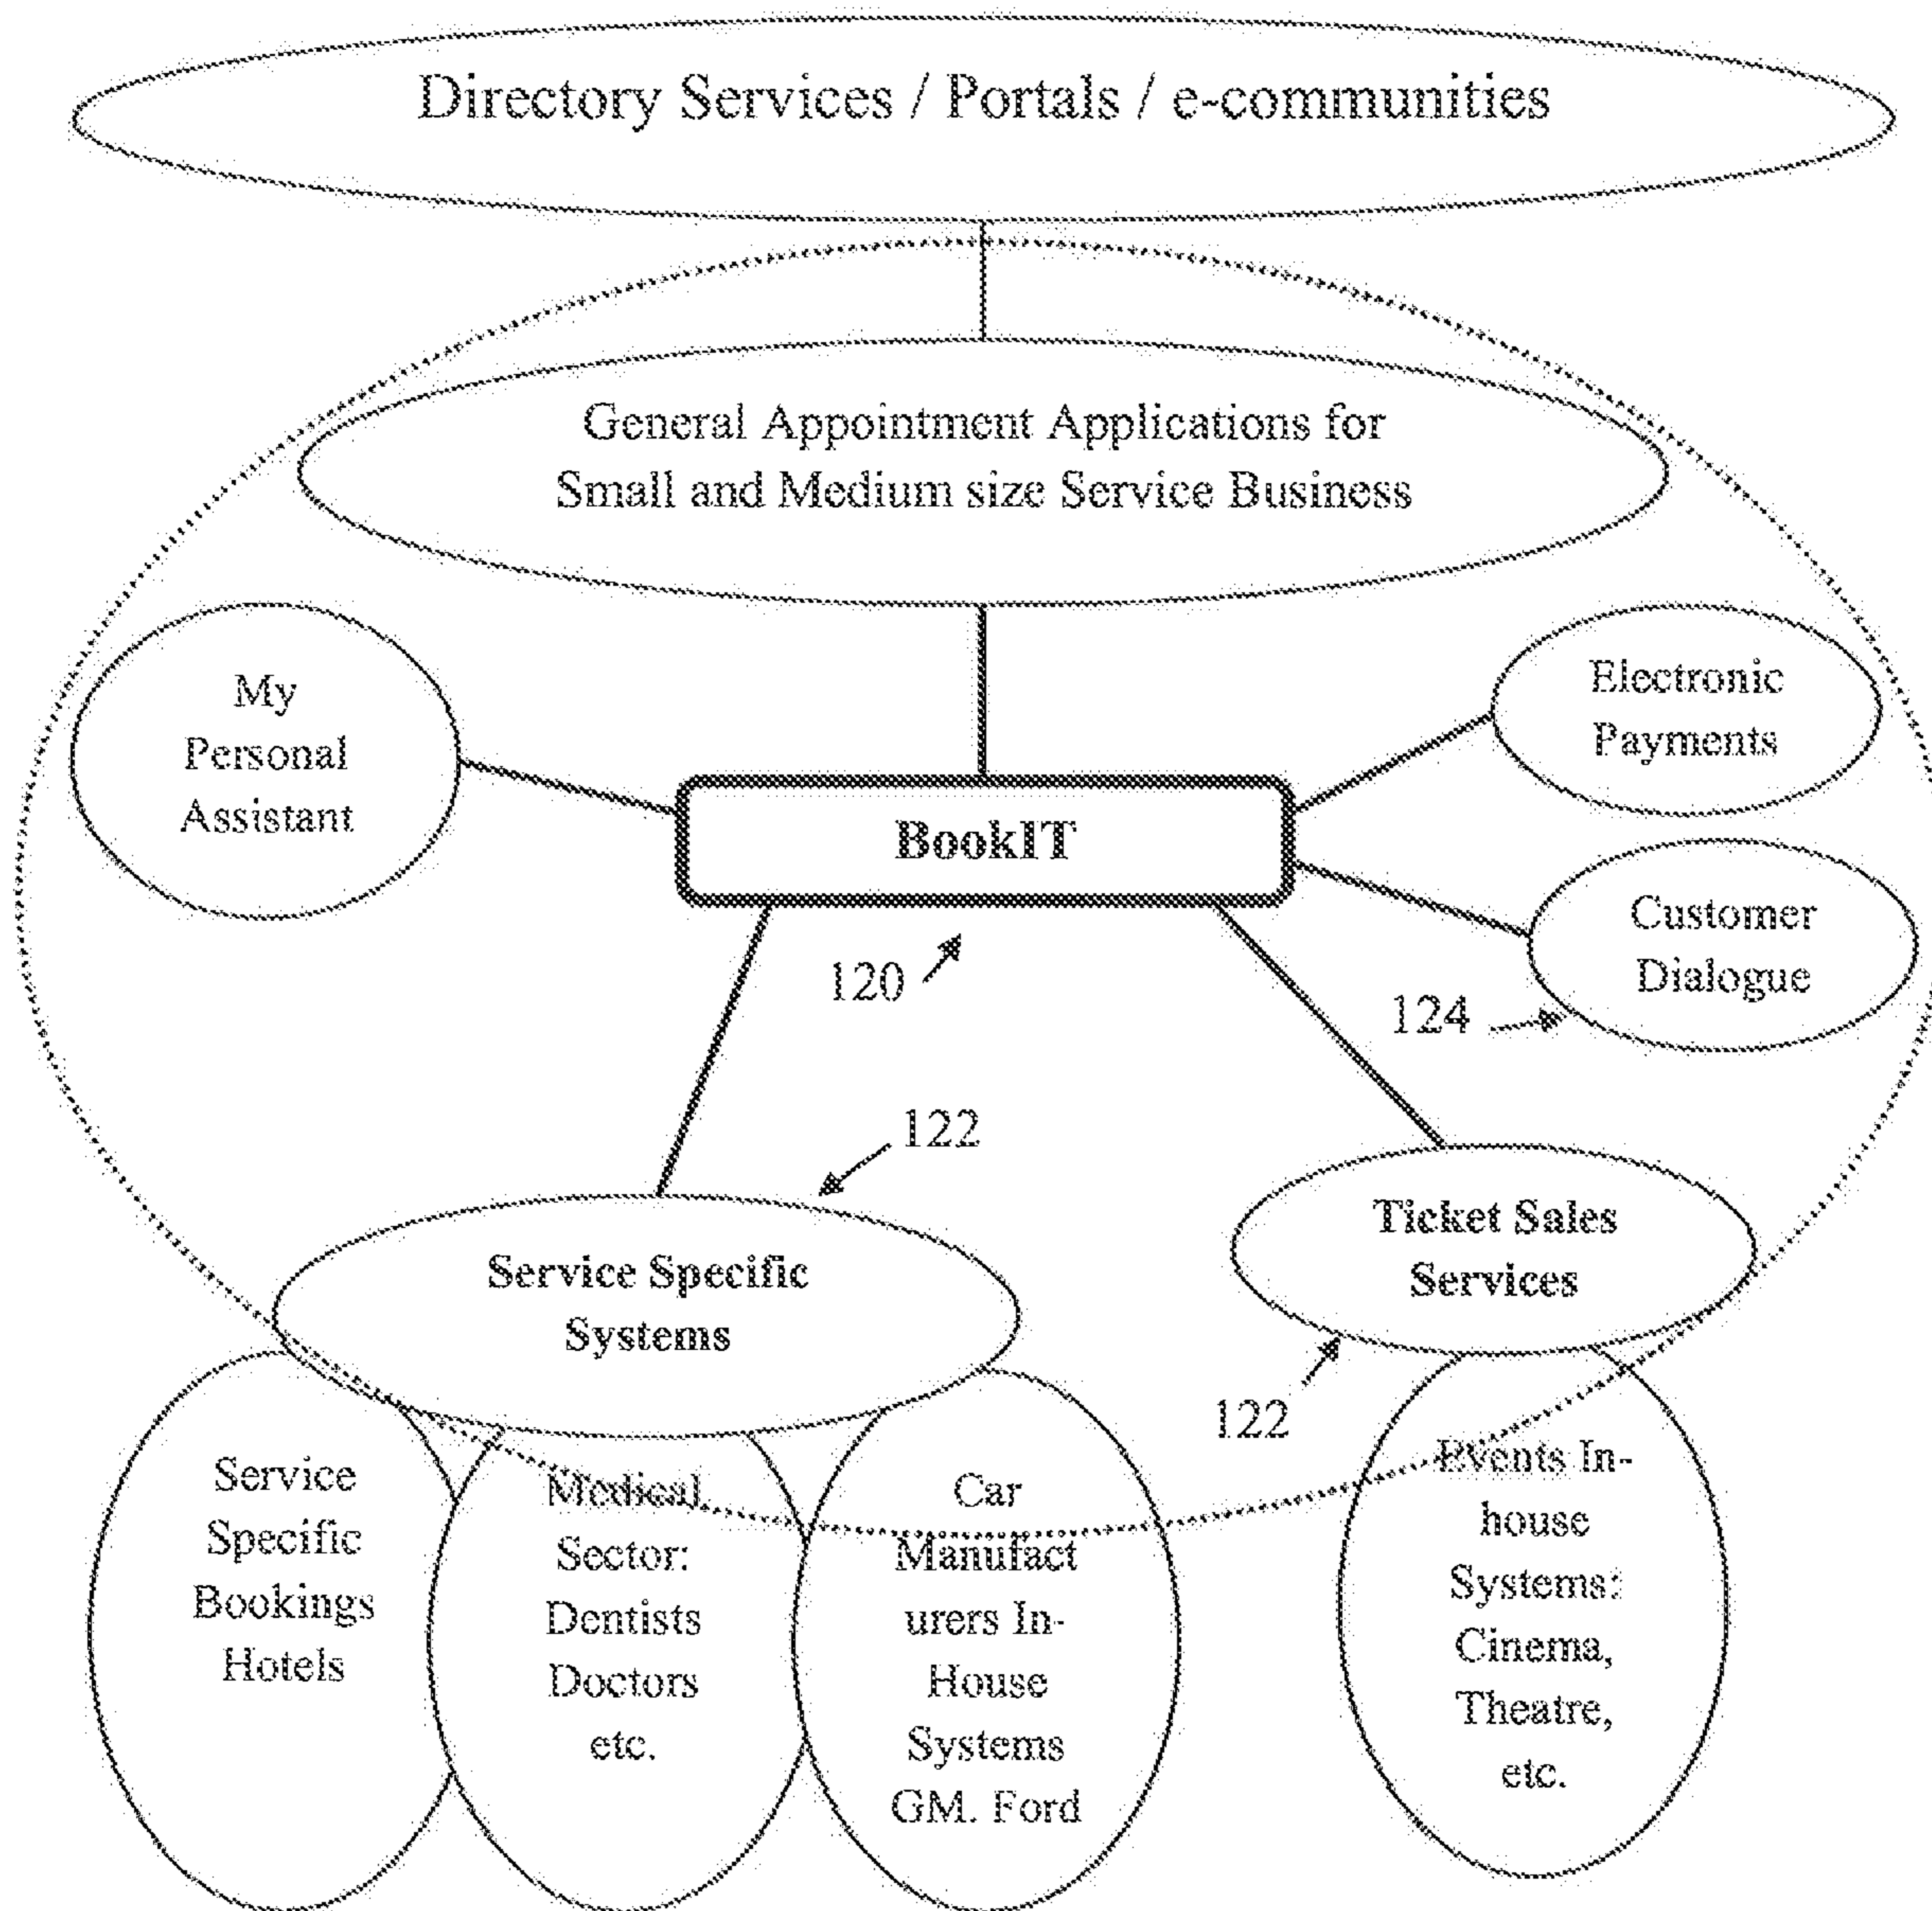 Directory Services / Portals / e-communities
General Appointment Applications for
Small and Medium size Service Business
My
Personal
Assistant
Electronic
Payments
BookIT
Customer
Dialogue
120
124
122
Service Specific
Systems
Ticket Sales
Services
122
Service
Specific
Bookings
Hotels
Medical
Sector:
Dentists
Doctors
etc.
Car
Manufact
urers In-
House
Systems
GM. Ford
Events In-
house
Systems:
Cinema,
Theatre,
etc.